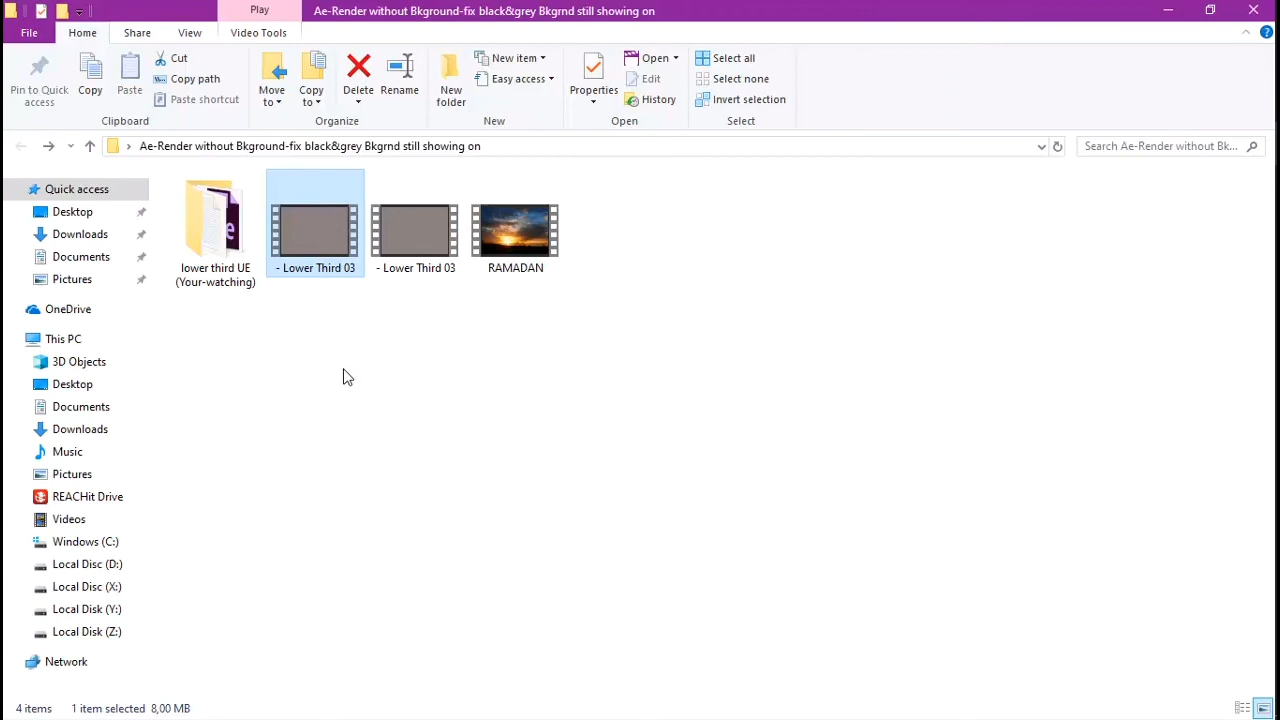 Play
Ae-Render without Bkground-fix black&grey Bkgrnd still showing on
File
Home
Share
View
Video Tools
Pin to Quick access
Copy
Paste
Cut
Copy path
Paste shortcut
Clipboard
Move to
Copy to
Delete
Rename
Organize
New folder
New item
Easy access
New
Properties
Open
Edit
History
Open
Select all
Select none
Invert selection
Select
Ae-Render without Bkground-fix black&grey Bkgrnd still showing on
Search Ae-Render without Bk...
Quick access
Desktop
Downloads
Documents
Pictures
OneDrive
This PC
3D Objects
Desktop
Documents
Downloads
Music
Pictures
REACHit Drive
Videos
Windows (C:)
Local Disc (D:)
Local Disc (X:)
Local Disk (Y:)
Local Disk (Z:)
Network
lower third UE
(Your-watching)
- Lower Third 03
- Lower Third 03
RAMADAN
4 items
1 item selected 8,00 MB